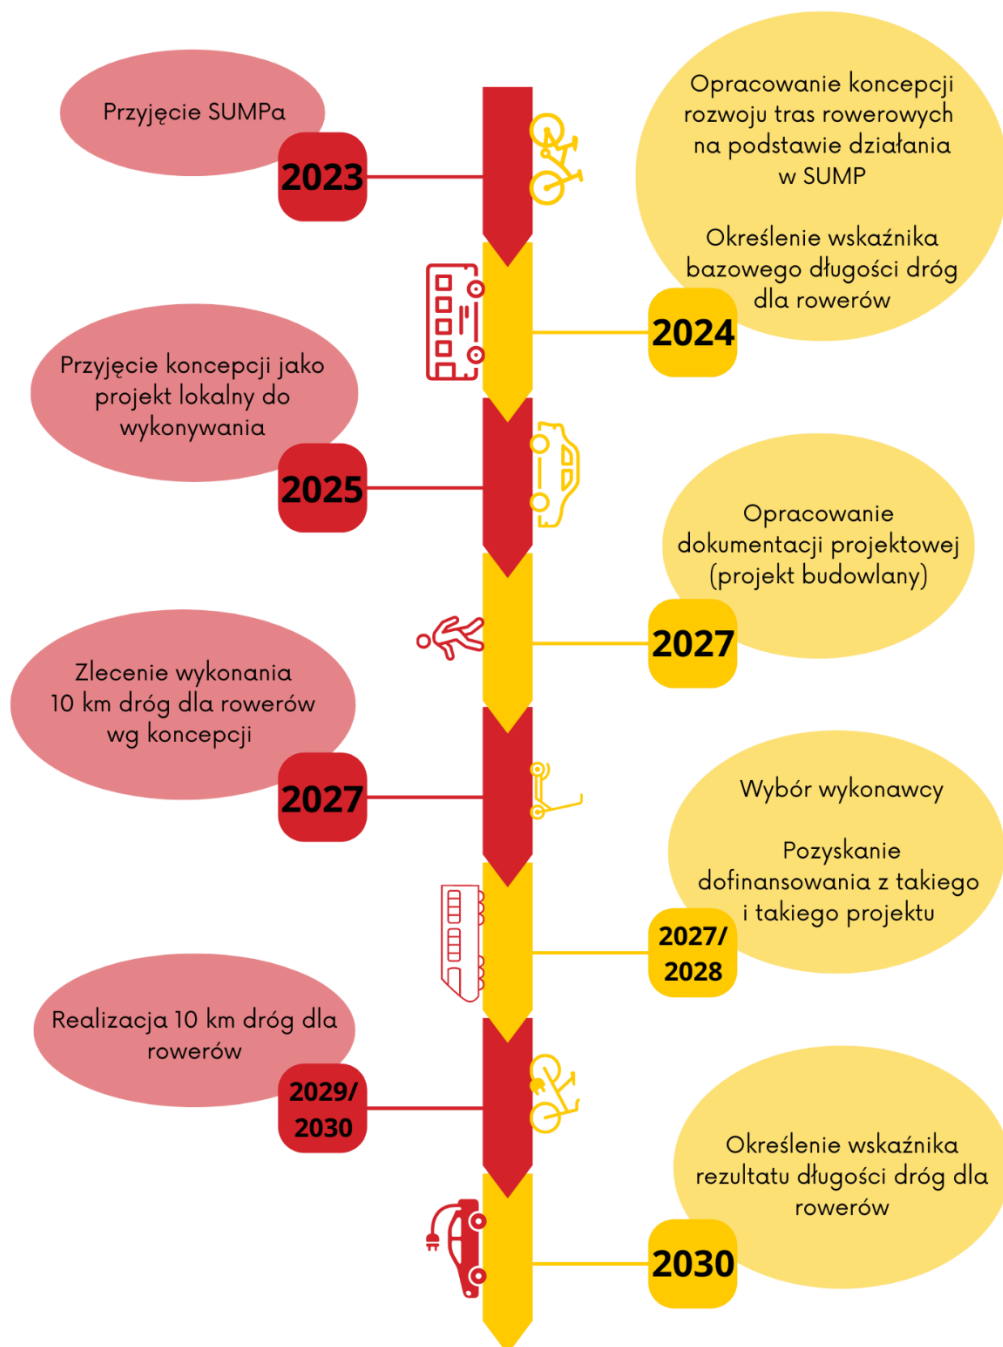 Przyjęcie SUMPa
2023
Opracowanie koncepcji
rozwoju tras rowerowych
na podstawie działania
w SUMP
Określenie wskaźnika
bazowego długości dróg
dla rowerów
2024
Przyjęcie koncepcji jako
projekt lokalny do
wykonywania
2025
Opracowanie
dokumentacji projektowej
(projekt budowlany)
2027
Zlecenie wykonania
10 km dróg dla rowerów
wg koncepcji
2027
Wybór wykonawcy
Pozyskanie
dofinansowania z takiego
i takiego projektu
2027/
2028
Realizacja 10 km dróg dla
rowerów
2029/
2030
Określenie wskaźnika
rezultatu długości dróg dla
rowerów
2030